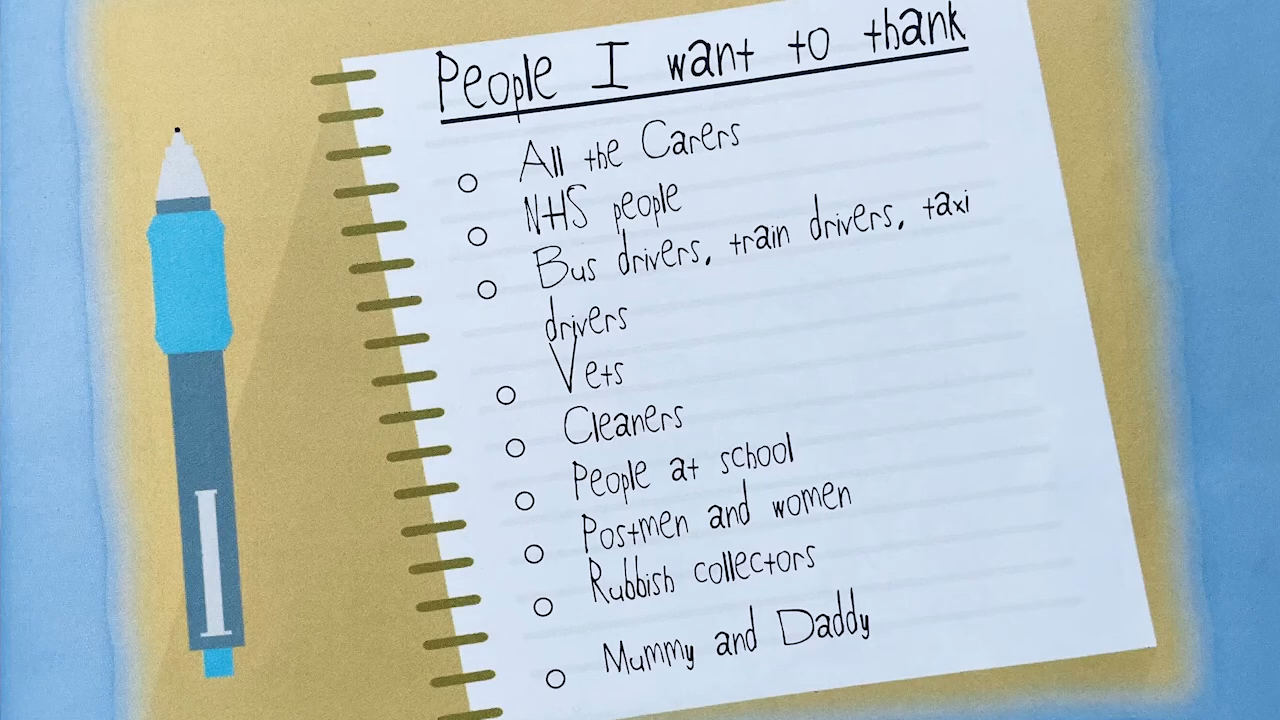 People I want to thank
All the Carers
NHS people
Bus drivers, train drivers, taxi
drivers
Vets
Cleaners
People at school
Postmen and women
Rubbish collectors
Mummy and Daddy